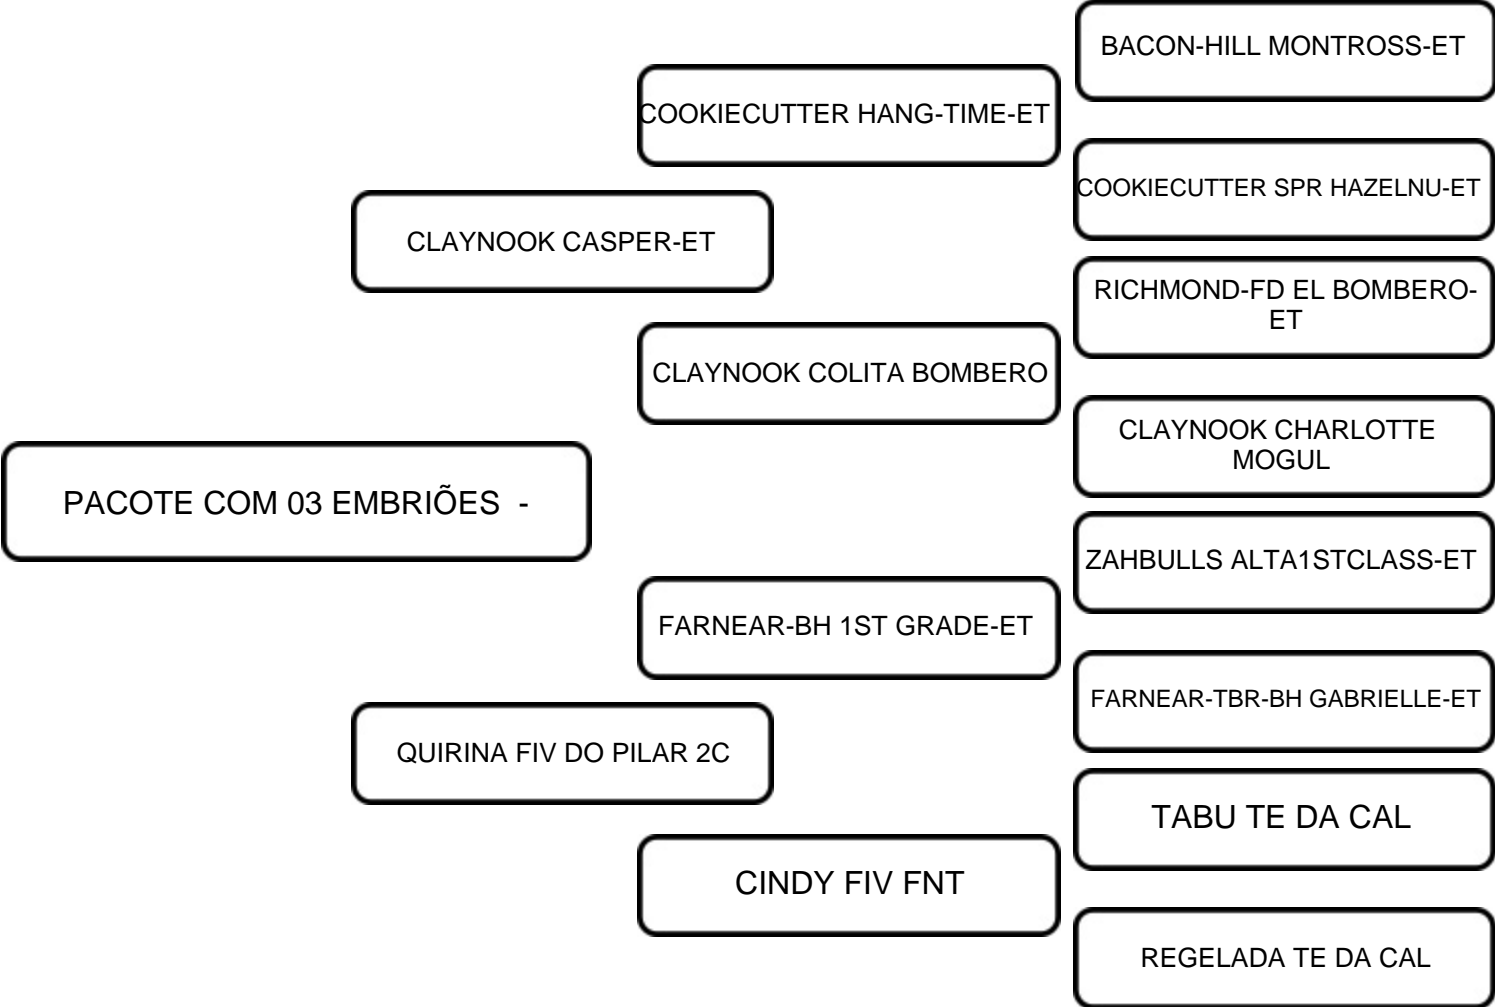 BACON-HILL MONTROSS-ET
COOKIECUTTER HANG-TIME-ET
COOKIECUTTER SPR HAZELNU-ET
CLAYNOOK CASPER-ET
RICHMOND-FD EL BOMBERO-
ET
CLAYNOOK COLITA BOMBERO
CLAYNOOK CHARLOTTE
MOGUL
PACOTE COM 03 EMBRIÕES -
ZAHBULLS ALTA1STCLASS-ET
FARNEAR-BH 1ST GRADE-ET
FARNEAR-TBR-BH GABRIELLE-ET
QUIRINA FIV DO PILAR 2C
TABU TE DA CAL
CINDY FIV FNT
REGELADA TE DA CAL